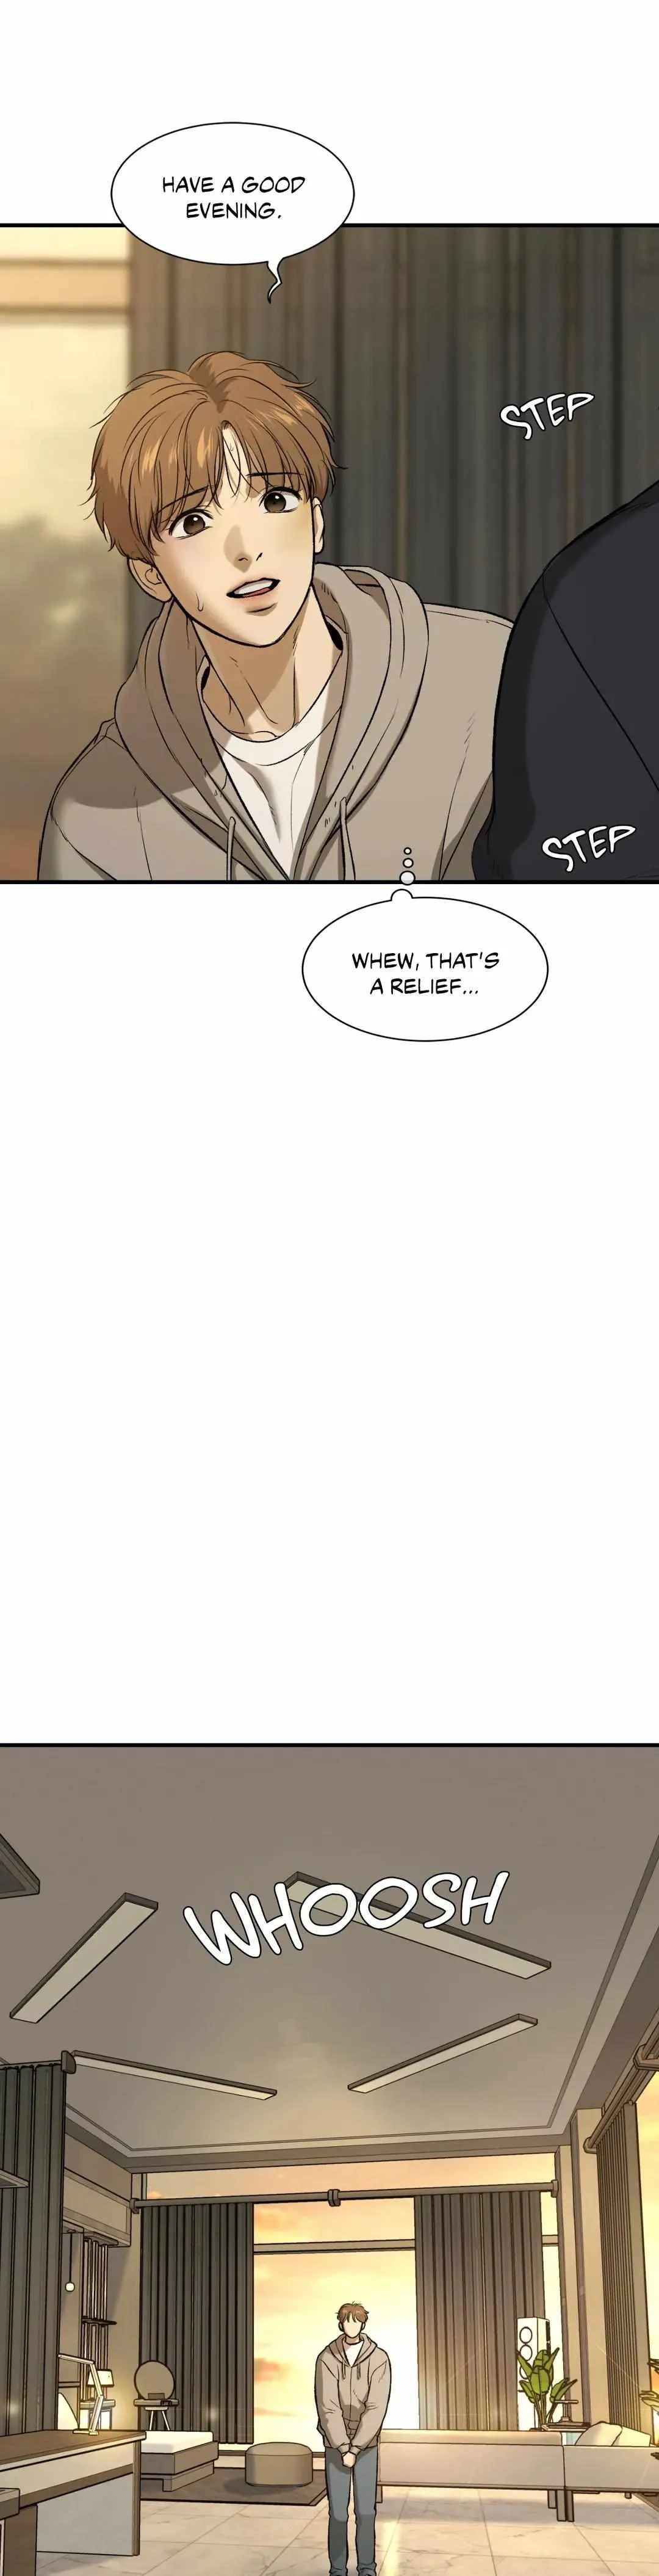 HAVE A GOOD
EVENING.
STEP
STEP
WHEW, THAT'S
A RELIEF...
WHOOSH